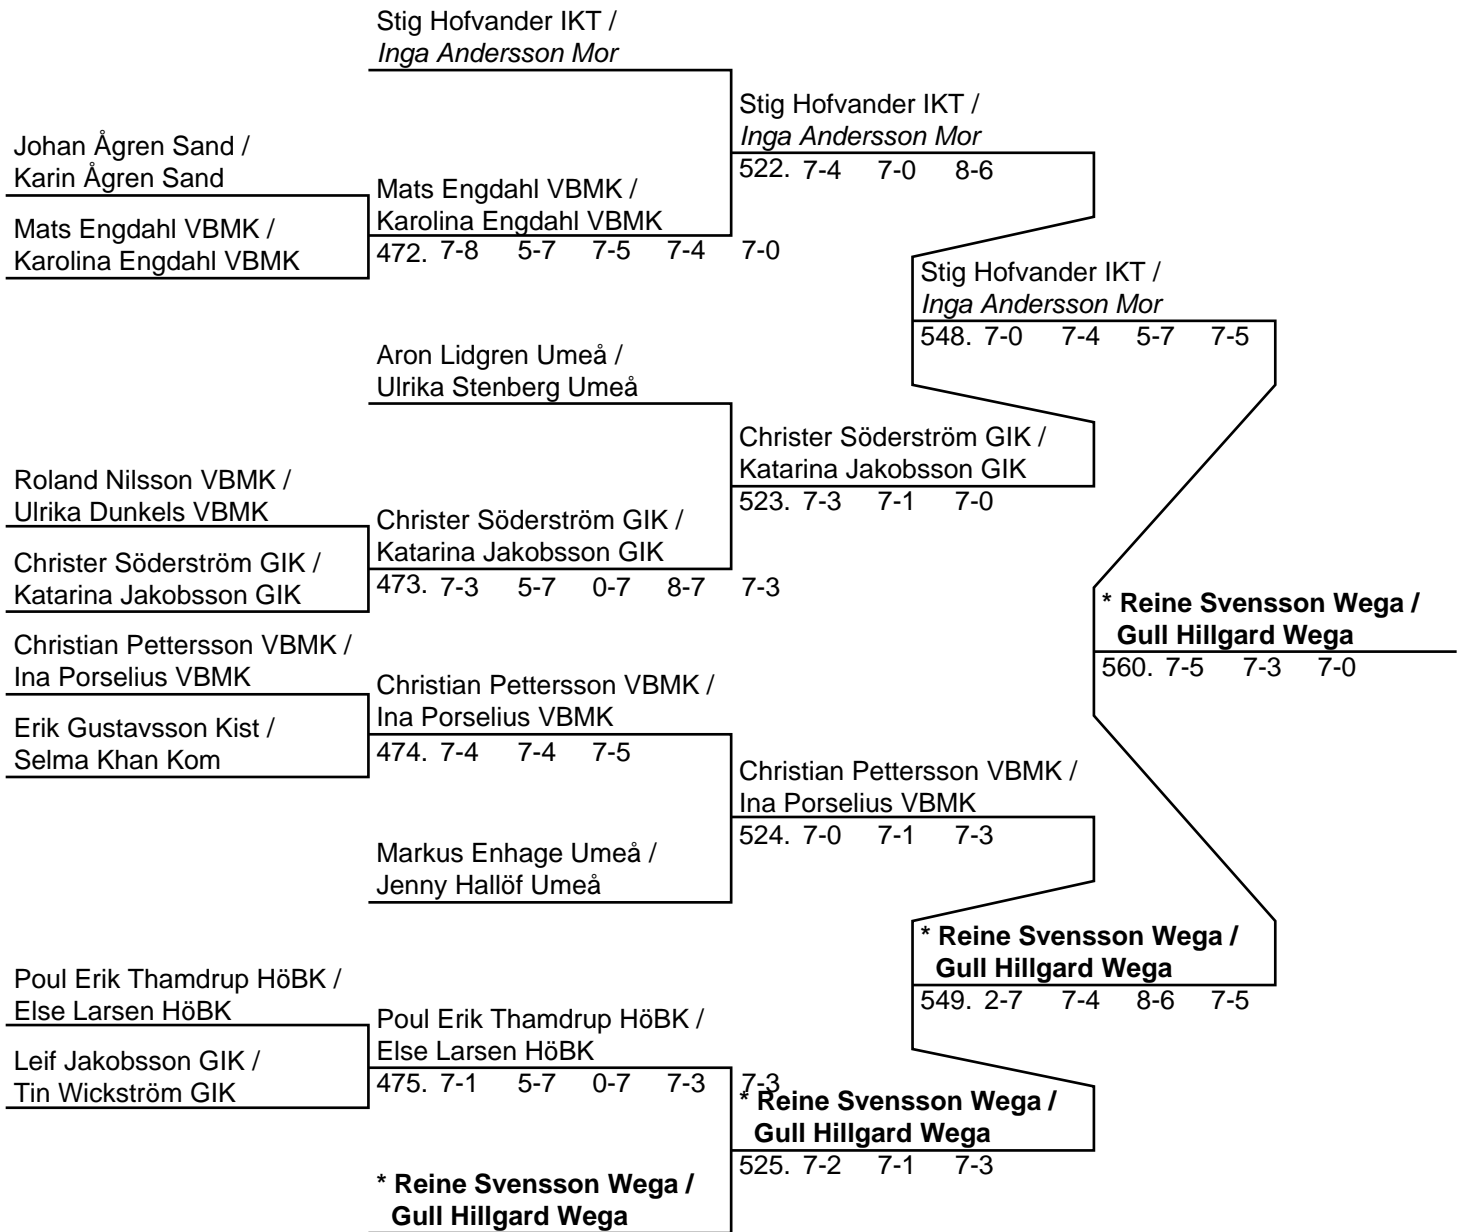 Stig Hofvander IKT /
Inga Andersson Mor
Stig Hofvander IKT /
Inga Andersson Mor
522. 7-4 7-0 8-6
Johan Ågren Sand /
Karin Ågren Sand
Mats Engdahl VBMK /
Karolina Engdahl VBMK
Mats Engdahl VBMK /
Karolina Engdahl VBMK
472. 7-8 5-7 7-5 7-4 7-0
Stig Hofvander IKT /
Inga Andersson Mor
548. 7-0 7-4 5-7 7-5
Aron Lidgren Umeå /
Ulrika Stenberg Umeå
Christer Söderström GIK /
Katarina Jakobsson GIK
523. 7-3 7-1 7-0
Roland Nilsson VBMK /
Ulrika Dunkels VBMK
Christer Söderström GIK /
Katarina Jakobsson GIK
473. 7-3 5-7 0-7 8-7 7-3
Christer Söderström GIK /
Katarina Jakobsson GIK
* Reine Svensson Wega /
Gull Hillgard Wega
560. 7-5 7-3 7-0
Christian Pettersson VBMK /
Ina Porselius VBMK
Christian Pettersson VBMK /
Ina Porselius VBMK
474. 7-4 7-4 7-5
Erik Gustavsson Kist /
Selma Khan Kom
Christian Pettersson VBMK /
Ina Porselius VBMK
524. 7-0 7-1 7-3
Markus Enhage Umeå /
Jenny Hallöf Umeå
* Reine Svensson Wega /
Gull Hillgard Wega
549. 2-7 7-4 8-6 7-5
Poul Erik Thamdrup HöBK /
Else Larsen HöBK
Poul Erik Thamdrup HöBK /
Else Larsen HöBK
475. 7-1 5-7 0-7 7-3 7-3
Leif Jakobsson GIK /
Tin Wickström GIK
* Reine Svensson Wega /
Gull Hillgard Wega
525. 7-2 7-1 7-3
* Reine Svensson Wega /
Gull Hillgard Wega